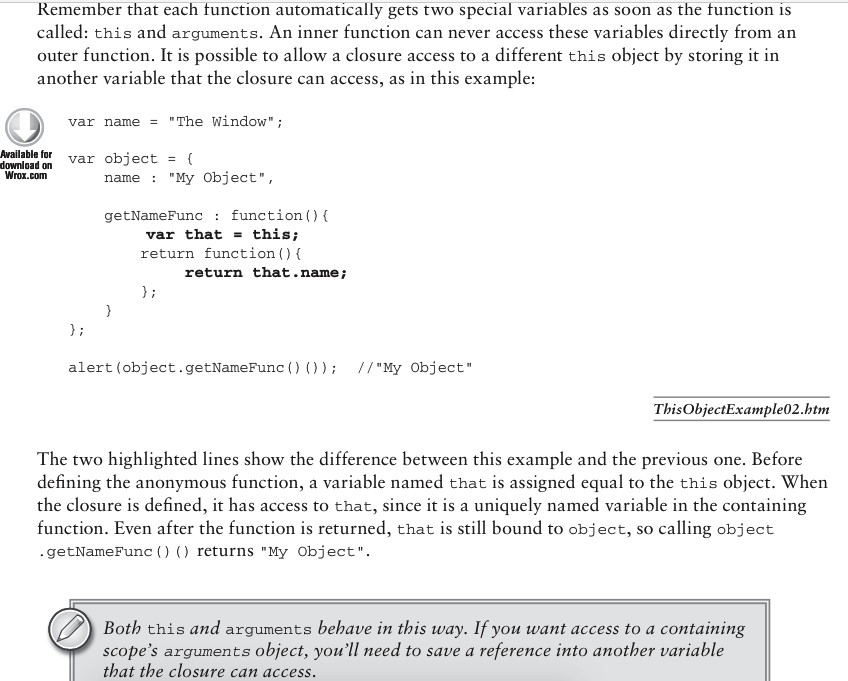 Remember that each function automatically gets two special variables as soon as the function is
called: this and arguments. An inner function can never access these variables directly from an
outer function. It is possible to allow a closure access to a different this object by storing it in
another variable that the closure can access, as in this example:
Available for
download on
Wrox.com
var name = "The Window";
var object = {
    name : "My Object",
    getNameFunc : function(){
        var that = this;
        return function(){
            return that.name;
        };
    }
};
alert(object.getNameFunc()());  //"My Object"
ThisObjectExample02.htm
The two highlighted lines show the difference between this example and the previous one. Before
defining the anonymous function, a variable named that is assigned equal to the this object. When
the closure is defined, it has access to that, since it is a uniquely named variable in the containing
function. Even after the function is returned, that is still bound to object, so calling object
.getNameFunc()() returns "My Object".
Both this and arguments behave in this way. If you want access to a containing
scope's arguments object, you'll need to save a reference into another variable
that the closure can access.